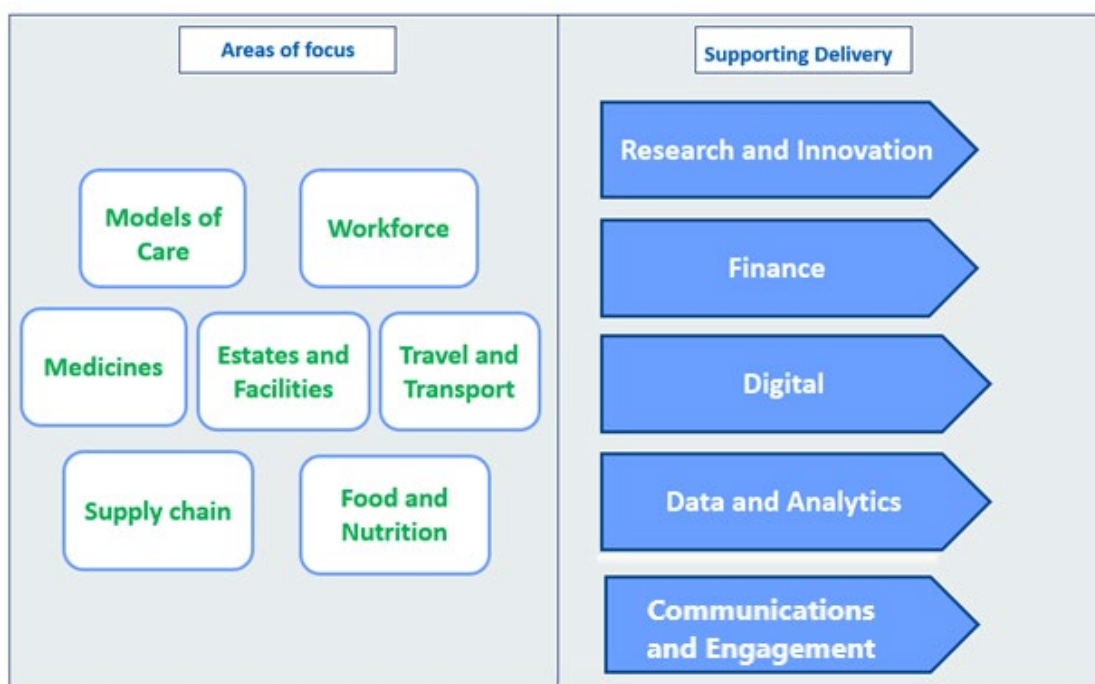 Areas of focus
Models of
Care
Workforce
Medicines
Estates and
Facilities
Travel and
Transport
Supply chain
Food and
Nutrition
Supporting Delivery
Research and Innovation
Finance
Digital
Data and Analytics
Communications
and Engagement